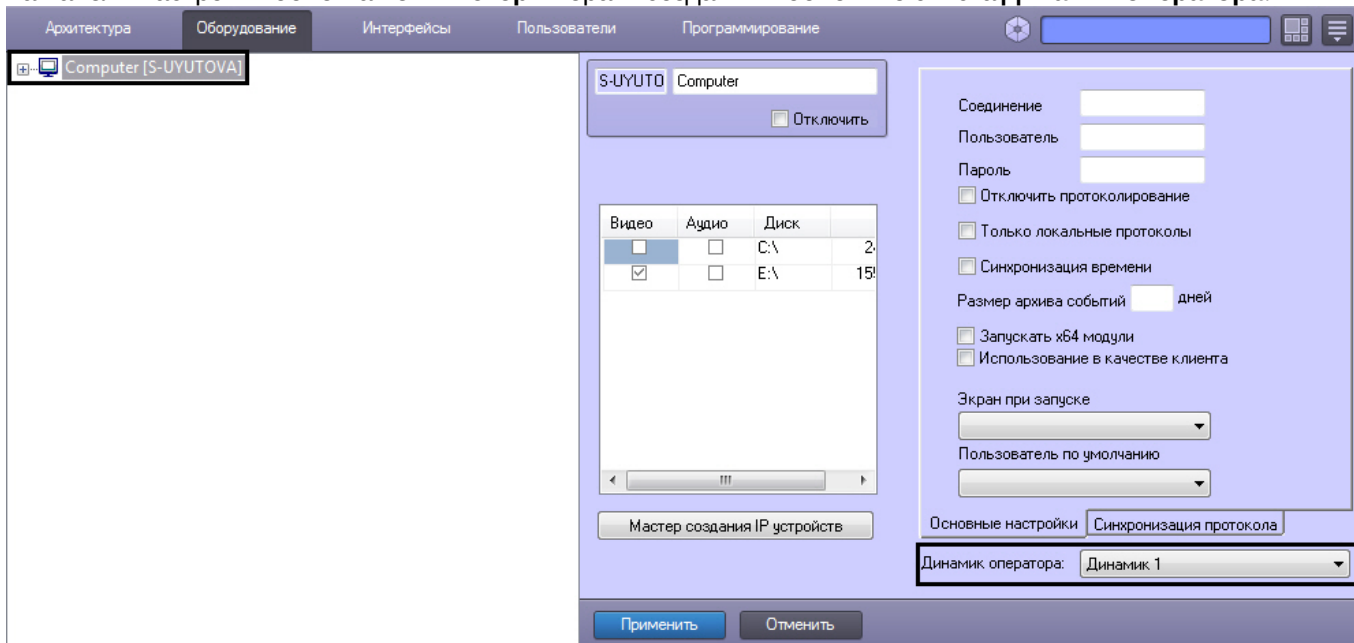 Архитектура Оборудование Интерфейсы Пользователи Программирование
Computer [S-UYUTOVA]
S-UYUTO Computer
Отключить
Видео Аудио Диск
C:\
E:\
Мастер создания IP устройств
Соединение
Пользователь
Пароль
Отключить протоколирование
Только локальные протоколы
Синхронизация времени
Размер архива событий дней
Запускать x64 модули
Использование в качестве клиента
Экран при запуске
Пользователь по умолчанию
Основные настройки Синхронизация протокола
Динамик оператора: Динамик 1
Применить Отменить